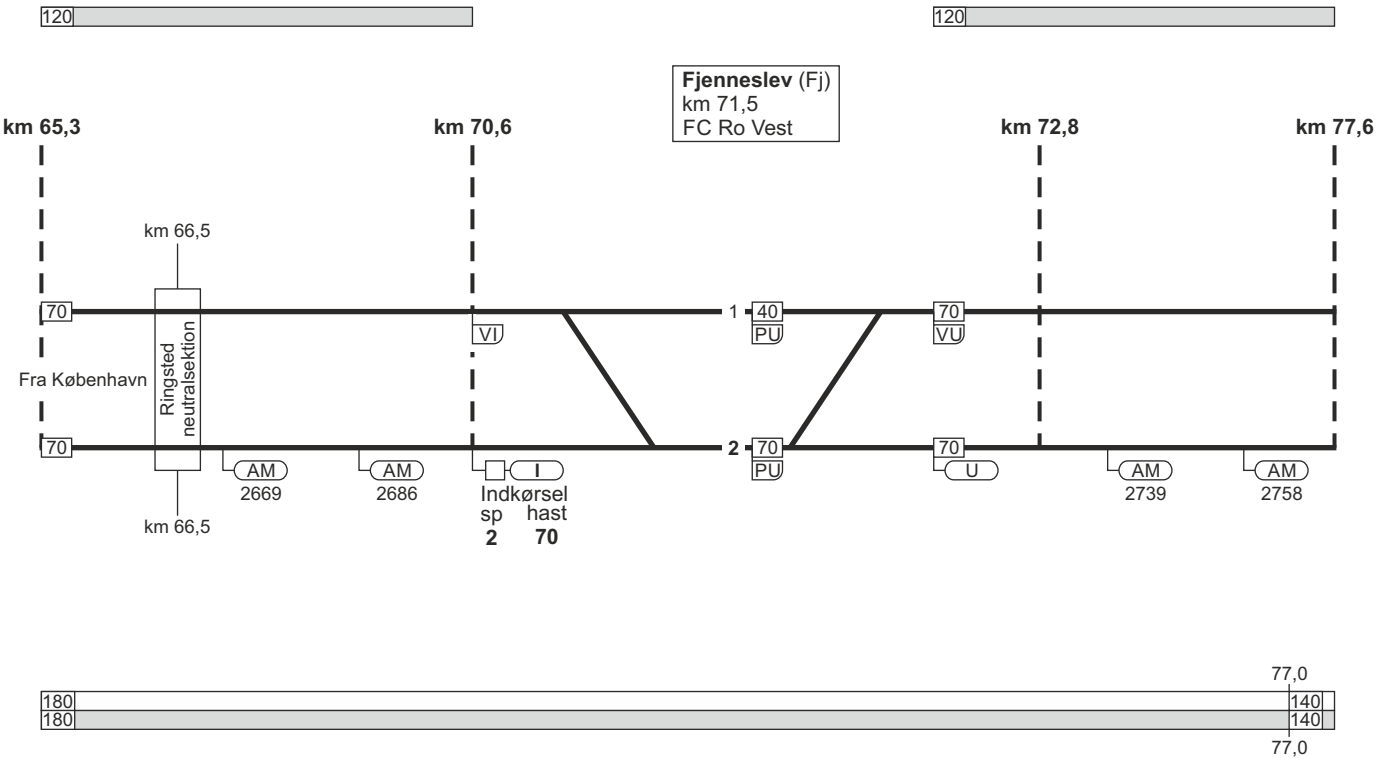 120
120
Fjenneslev (Fj)
km 71,5
FC Ro Vest
km 65,3
km 70,6
km 72,8
km 77,6
km 66,5
70
1
40
70
VI
PU
VU
Fra København
Ringsted
neutralsektion
70
2
70
70
AM
2669
AM
2686
I
PU
U
AM
2739
AM
2758
Indkørsel
sp
hast
2
70
km 66,5
77,0
180
140
180
140
77,0